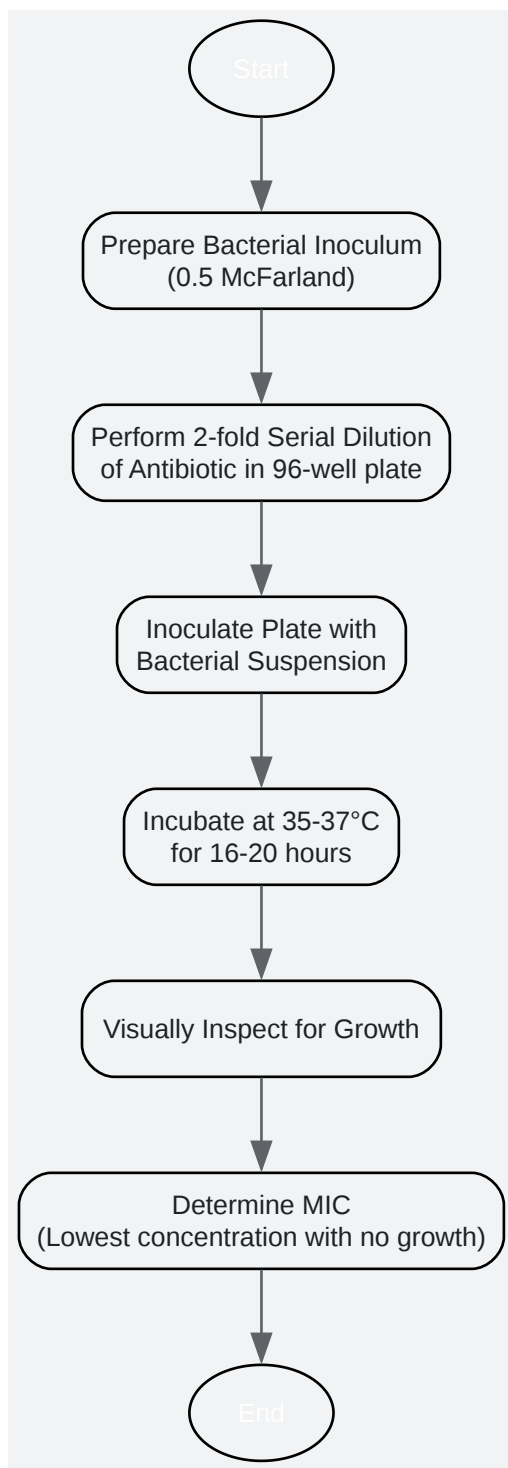 Start
Prepare Bacterial Inoculum
(0.5 McFarland)
Perform 2-fold Serial Dilution
of Antibiotic in 96-well plate
Inoculate Plate with
Bacterial Suspension
Incubate at 35-37°C
for 16-20 hours
Visually Inspect for Growth
Determine MIC
(Lowest concentration with no growth)
End